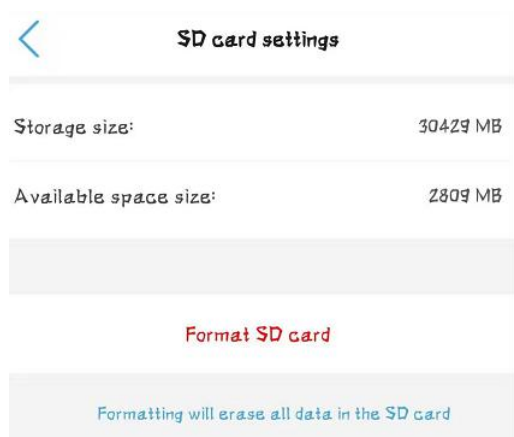 SD card settings
Storage size: 30429 MB
Available space size: 2809 MB
Format SD card
Formatting will erase all data in the SD card